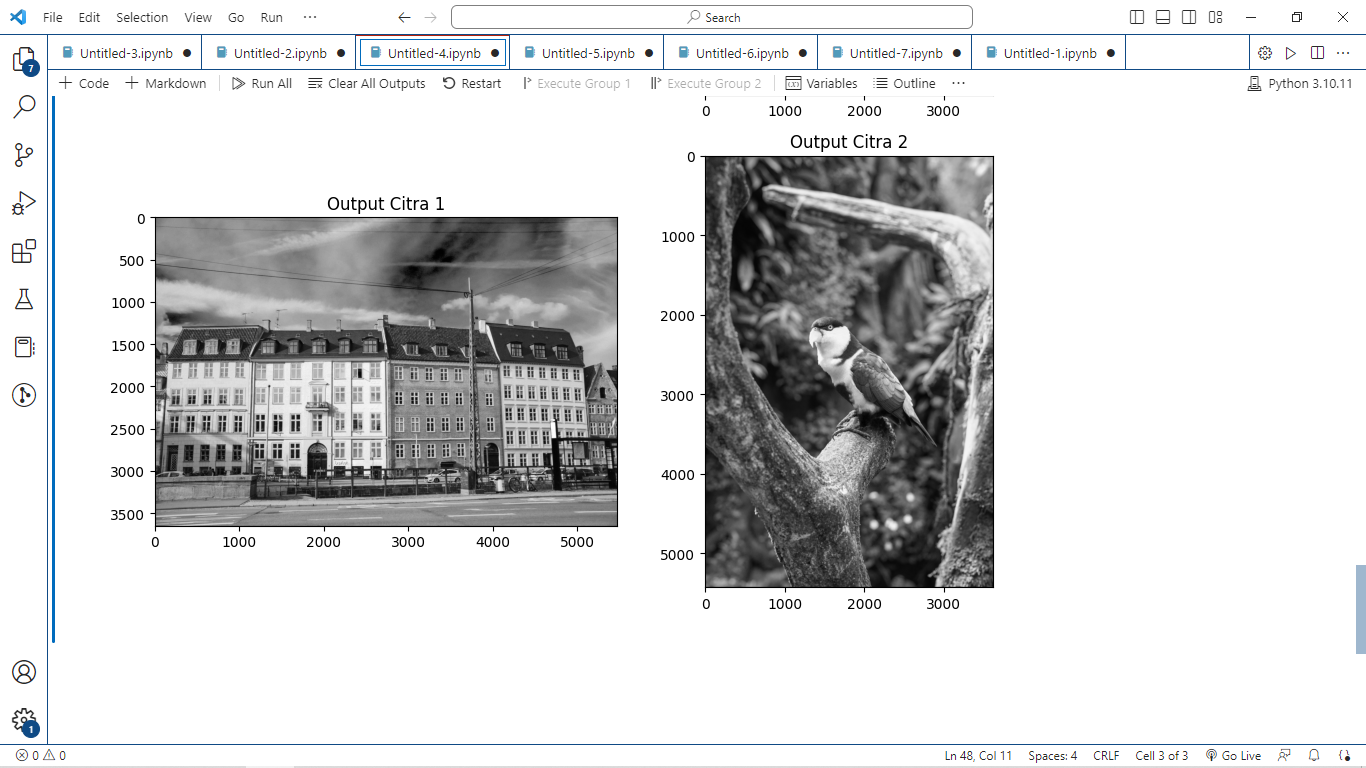 File Edit Selection View Go Run ··· Search
7
Untitled-3.ipynb Untitled-2.ipynb Untitled-4.ipynb Untitled-5.ipynb Untitled-6.ipynb Untitled-7.ipynb Untitled-1.ipynb
Code Markdown Run All Clear All Outputs Restart Execute Group 1 Execute Group 2 Variables Outline ··· Python 3.10.11
0 1000 2000 3000
Output Citra 2
0
1000
2000
3000
4000
5000
0 1000 2000 3000
Output Citra 1
0
500
1000
1500
2000
2500
3000
3500
0 1000 2000 3000 4000 5000
1
0 0 Ln 48, Col 11 Spaces: 4 CRLF Cell 3 of 3 Go Live